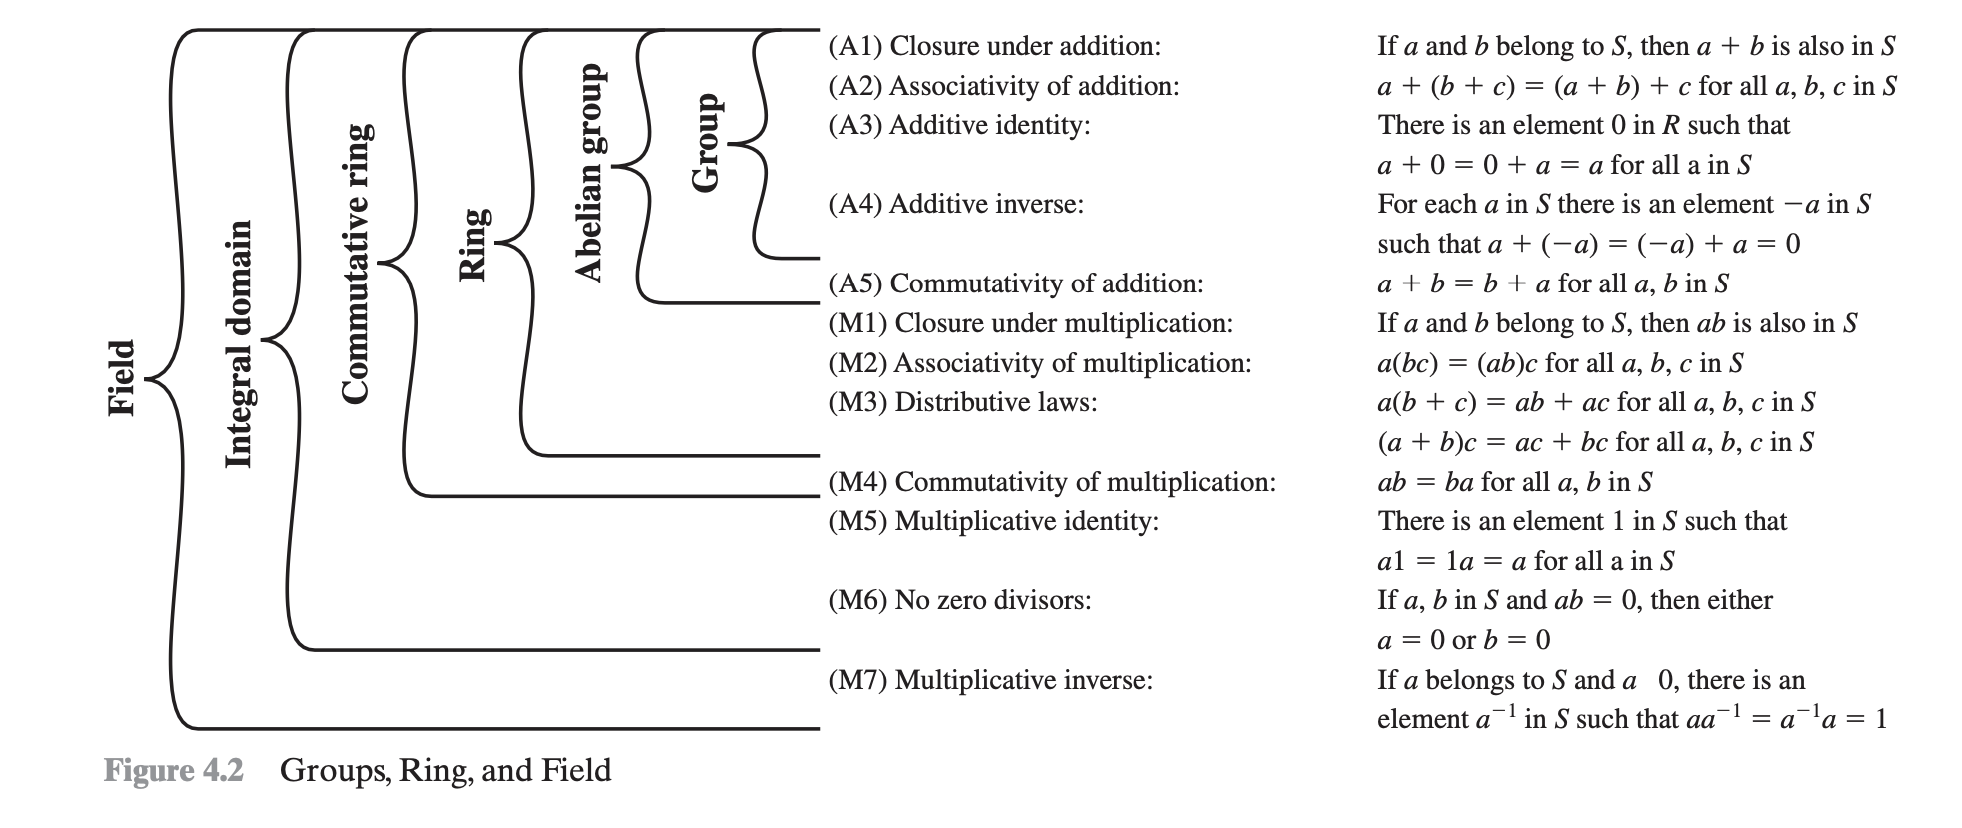 Field
Integral domain
Commutative ring
Ring
Abelian group
Group
(A1) Closure under addition: If a and b belong to S, then a + b is also in S
(A2) Associativity of addition: a + (b + c) = (a + b) + c for all a, b, c in S
(A3) Additive identity: There is an element 0 in R such that
a + 0 = 0 + a = a for all a in S
(A4) Additive inverse: For each a in S there is an element −a in S
such that a + (−a) = (−a) + a = 0
(A5) Commutativity of addition: a + b = b + a for all a, b in S
(M1) Closure under multiplication: If a and b belong to S, then ab is also in S
(M2) Associativity of multiplication: a(bc) = (ab)c for all a, b, c in S
(M3) Distributive laws: a(b + c) = ab + ac for all a, b, c in S
(a + b)c = ac + bc for all a, b, c in S
(M4) Commutativity of multiplication: ab = ba for all a, b in S
(M5) Multiplicative identity: There is an element 1 in S such that
a1 = 1a = a for all a in S
(M6) No zero divisors: If a, b in S and ab = 0, then either
a = 0 or b = 0
(M7) Multiplicative inverse: If a belongs to S and a 0, there is an
element a⁻¹ in S such that aa⁻¹ = a⁻¹a = 1
Figure 4.2 Groups, Ring, and Field